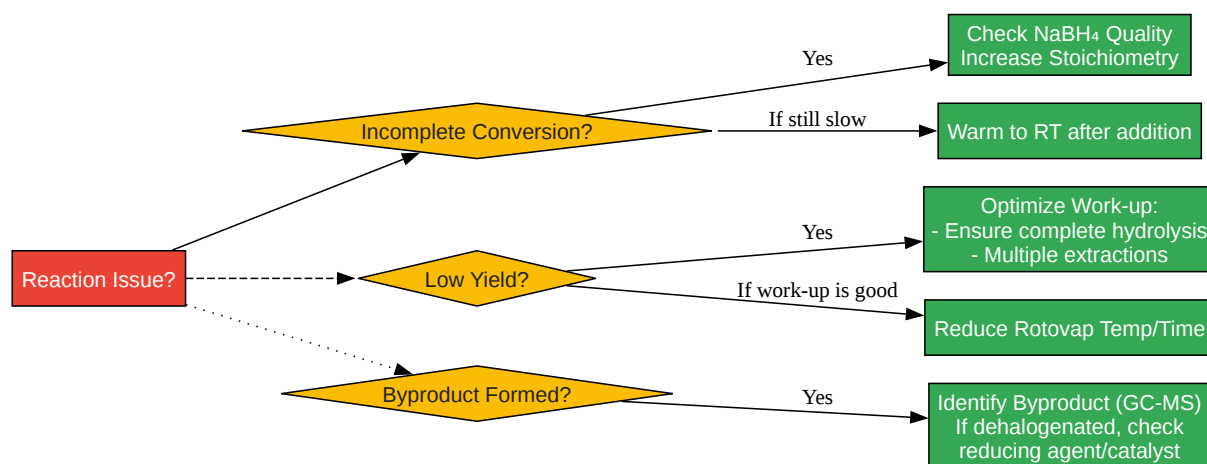 Check NaBH₄ Quality
Increase Stoichiometry
Yes
Incomplete Conversion?
If still slow
Warm to RT after addition
Optimize Work-up:
- Ensure complete hydrolysis
- Multiple extractions
Yes
Reaction Issue?
Low Yield?
If work-up is good
Reduce Rotovap Temp/Time
Byproduct Formed?
Yes
Identify Byproduct (GC-MS)
If dehalogenated, check
reducing agent/catalyst